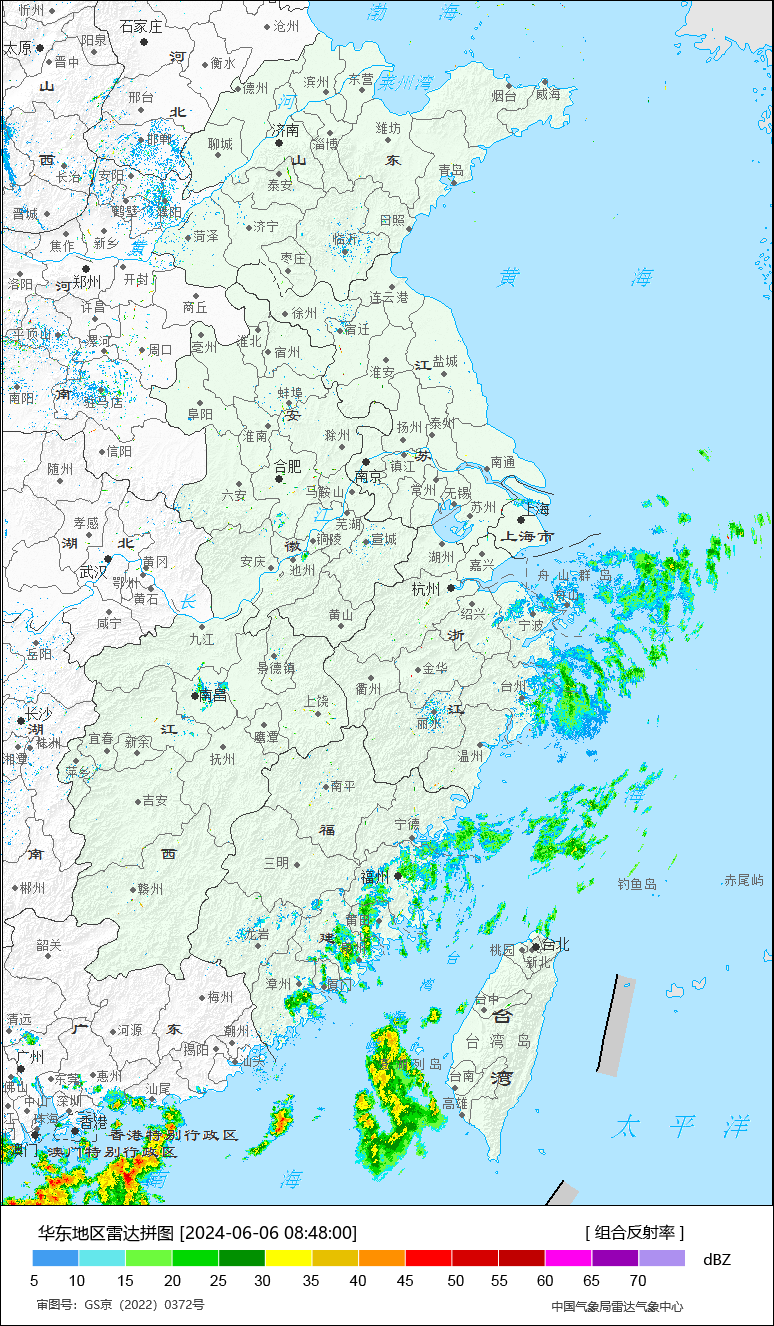 渤 海
忻州
石家庄
沧州
太原
阳泉
晋中
河
衡水
山
邢台
德州
滨州
东营
莱州湾
烟台
威海
北
河
邯郸
聊城
济南
淄博
潍坊
西
长治
安阳
山
东
泰安
青岛
晋城
鹤壁
濮阳
焦作
新乡
黄
菏泽
济宁
日照
临沂
枣庄
洛阳
河
郑州
开封
黄 海
许昌
商丘
连云港
徐州
宿迁
平顶山
漯河
周口
亳州
淮北
宿州
淮安
江
盐城
南阳
南
驻马店
阜阳
蚌埠
安
淮南
滁州
扬州
泰州
苏
信阳
随州
合肥
南京
镇江
南通
六安
马鞍山
常州
无锡
苏州
上海
孝感
湖 北
江
芜湖
铜陵
宣城
徽
上海市
武汉
黄冈
鄂州
黄石
安庆
池州
湖州
嘉兴
杭州
舟 山 群 岛
舟山
长
咸宁
黄山
绍兴
宁波
九江
浙
岳阳
景德镇
金华
衢州
台州
南昌
上饶
长沙
湖
株洲
湘潭
江
鹰潭
丽水
江
宜春
新余
萍乡
抚州
温州
吉安
南平
东
海
福
宁德
南
西
三明
郴州
赣州
福州
钓鱼岛
赤尾屿
莆田
龙岩
建
泉州
韶关
台北
桃园
新北
台
漳州
厦门
湾
梅州
台中
清远
广
河源
东
潮州
台
台 湾 岛
揭阳
汕头
广州
澎湖列岛
湾
佛山
东莞
惠州
汕尾
台南
高雄
中山
深圳
珠海
香港
香港特别行政区
澳门
澳门特别行政区
太 平 洋
南 海
华东地区雷达拼图 [2024-06-06 08:48:00]
[ 组合反射率 ]
dBZ
5 10 15 20 25 30 35 40 45 50 55 60 65 70
审图号：GS京（2022）0372号
中国气象局雷达气象中心